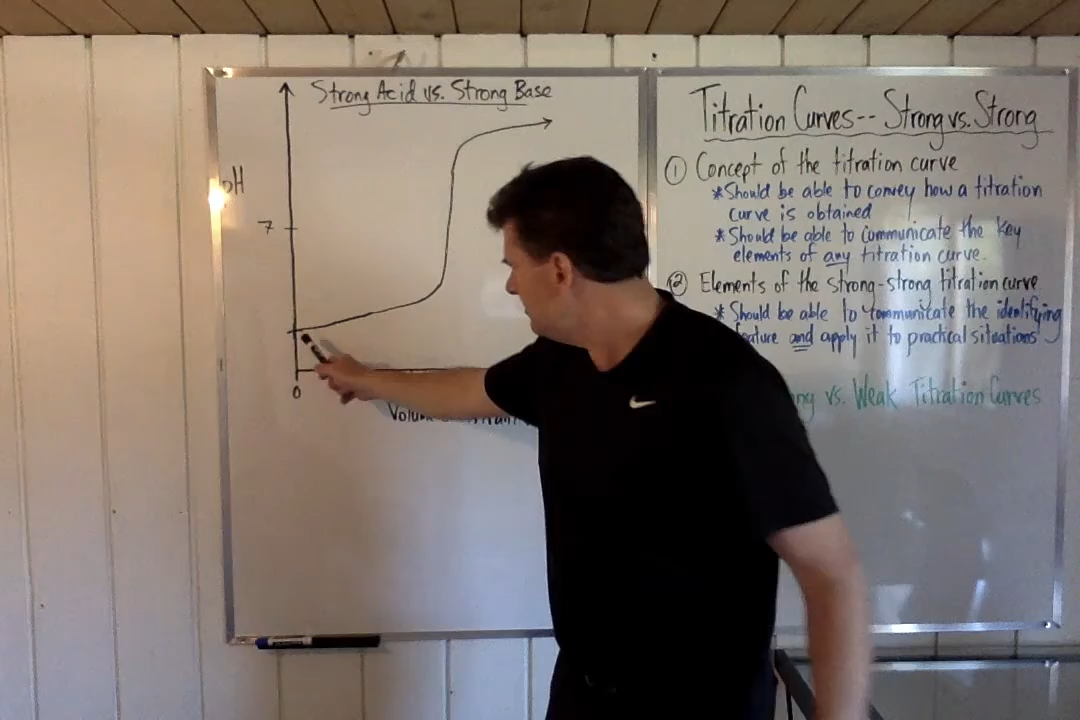 Strong Acid vs. Strong Base
pH
7
0
Titration Curves-- Strong vs. Strong
① Concept of the titration curve
*Should be able to convey how a titration
curve is obtained
*Should be able to communicate the key
elements of any titration curve.
② Elements of the strong-strong titration curve
*Should be able to communicate the identifying
and apply it to practical situations
vs. Weak Titration Curves